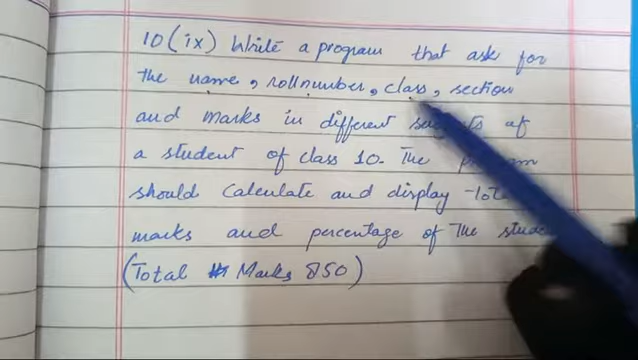 10(ix) Write a program that ask for
the name, rollnumber, class, section
and marks in different of
a student of class 10. The
should calculate and display
marks and percentage of The
(Total Marks 850)